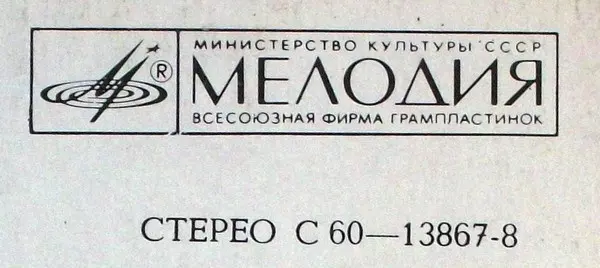 МИНИСТЕРСТВО КУЛЬТУРЫ СССР
®
МЕЛОДИЯ
ВСЕСОЮЗНАЯ ФИРМА ГРАМПЛАСТИНОК
СТЕРЕО С 60—13867-8